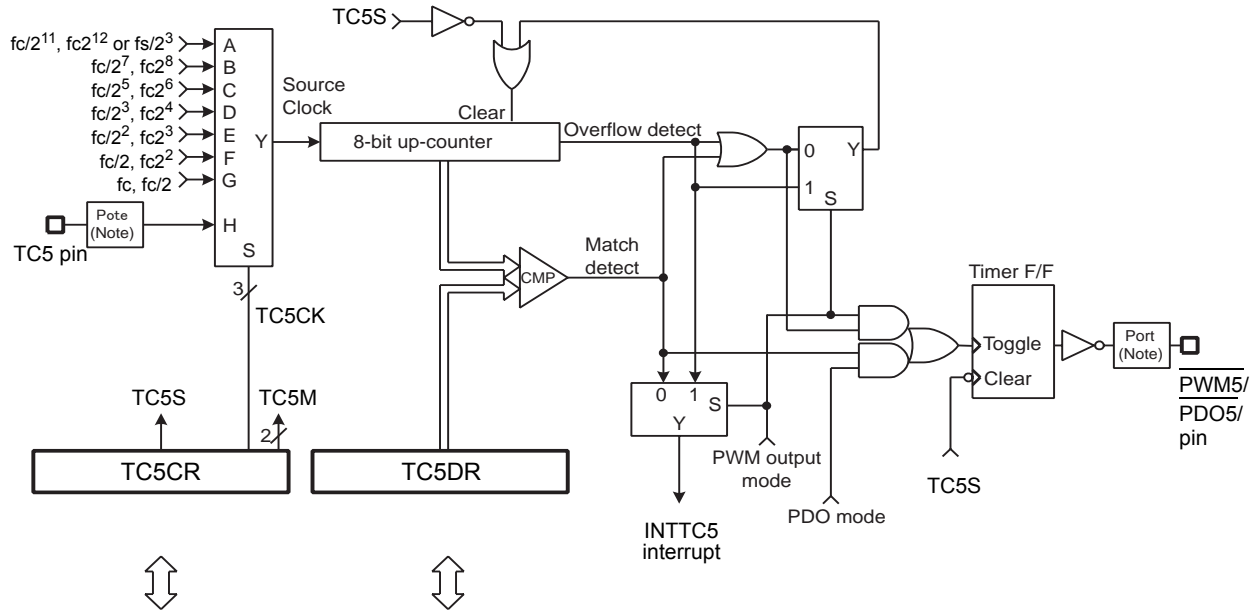 TC5S
fc/2¹¹, fc2¹² or fs/2³
A
fc/2⁷, fc2⁸
B
fc/2⁵, fc2⁶
C
fc/2³, fc2⁴
D
fc/2², fc2³
E
fc/2, fc2²
F
fc, fc/2
G
H
Y
S
Pote
(Note)
TC5 pin
Source
Clock
Clear
8-bit up-counter
Overflow detect
0
1
Y
S
CMP
Match
detect
3
TC5CK
Timer F/F
Toggle
Clear
Port
(Note)
PWM5/
PDO5/
pin
TC5S
TC5M
2
0
1
S
Y
PWM output
mode
TC5S
TC5CR
TC5DR
PDO mode
INTTC5
interrupt